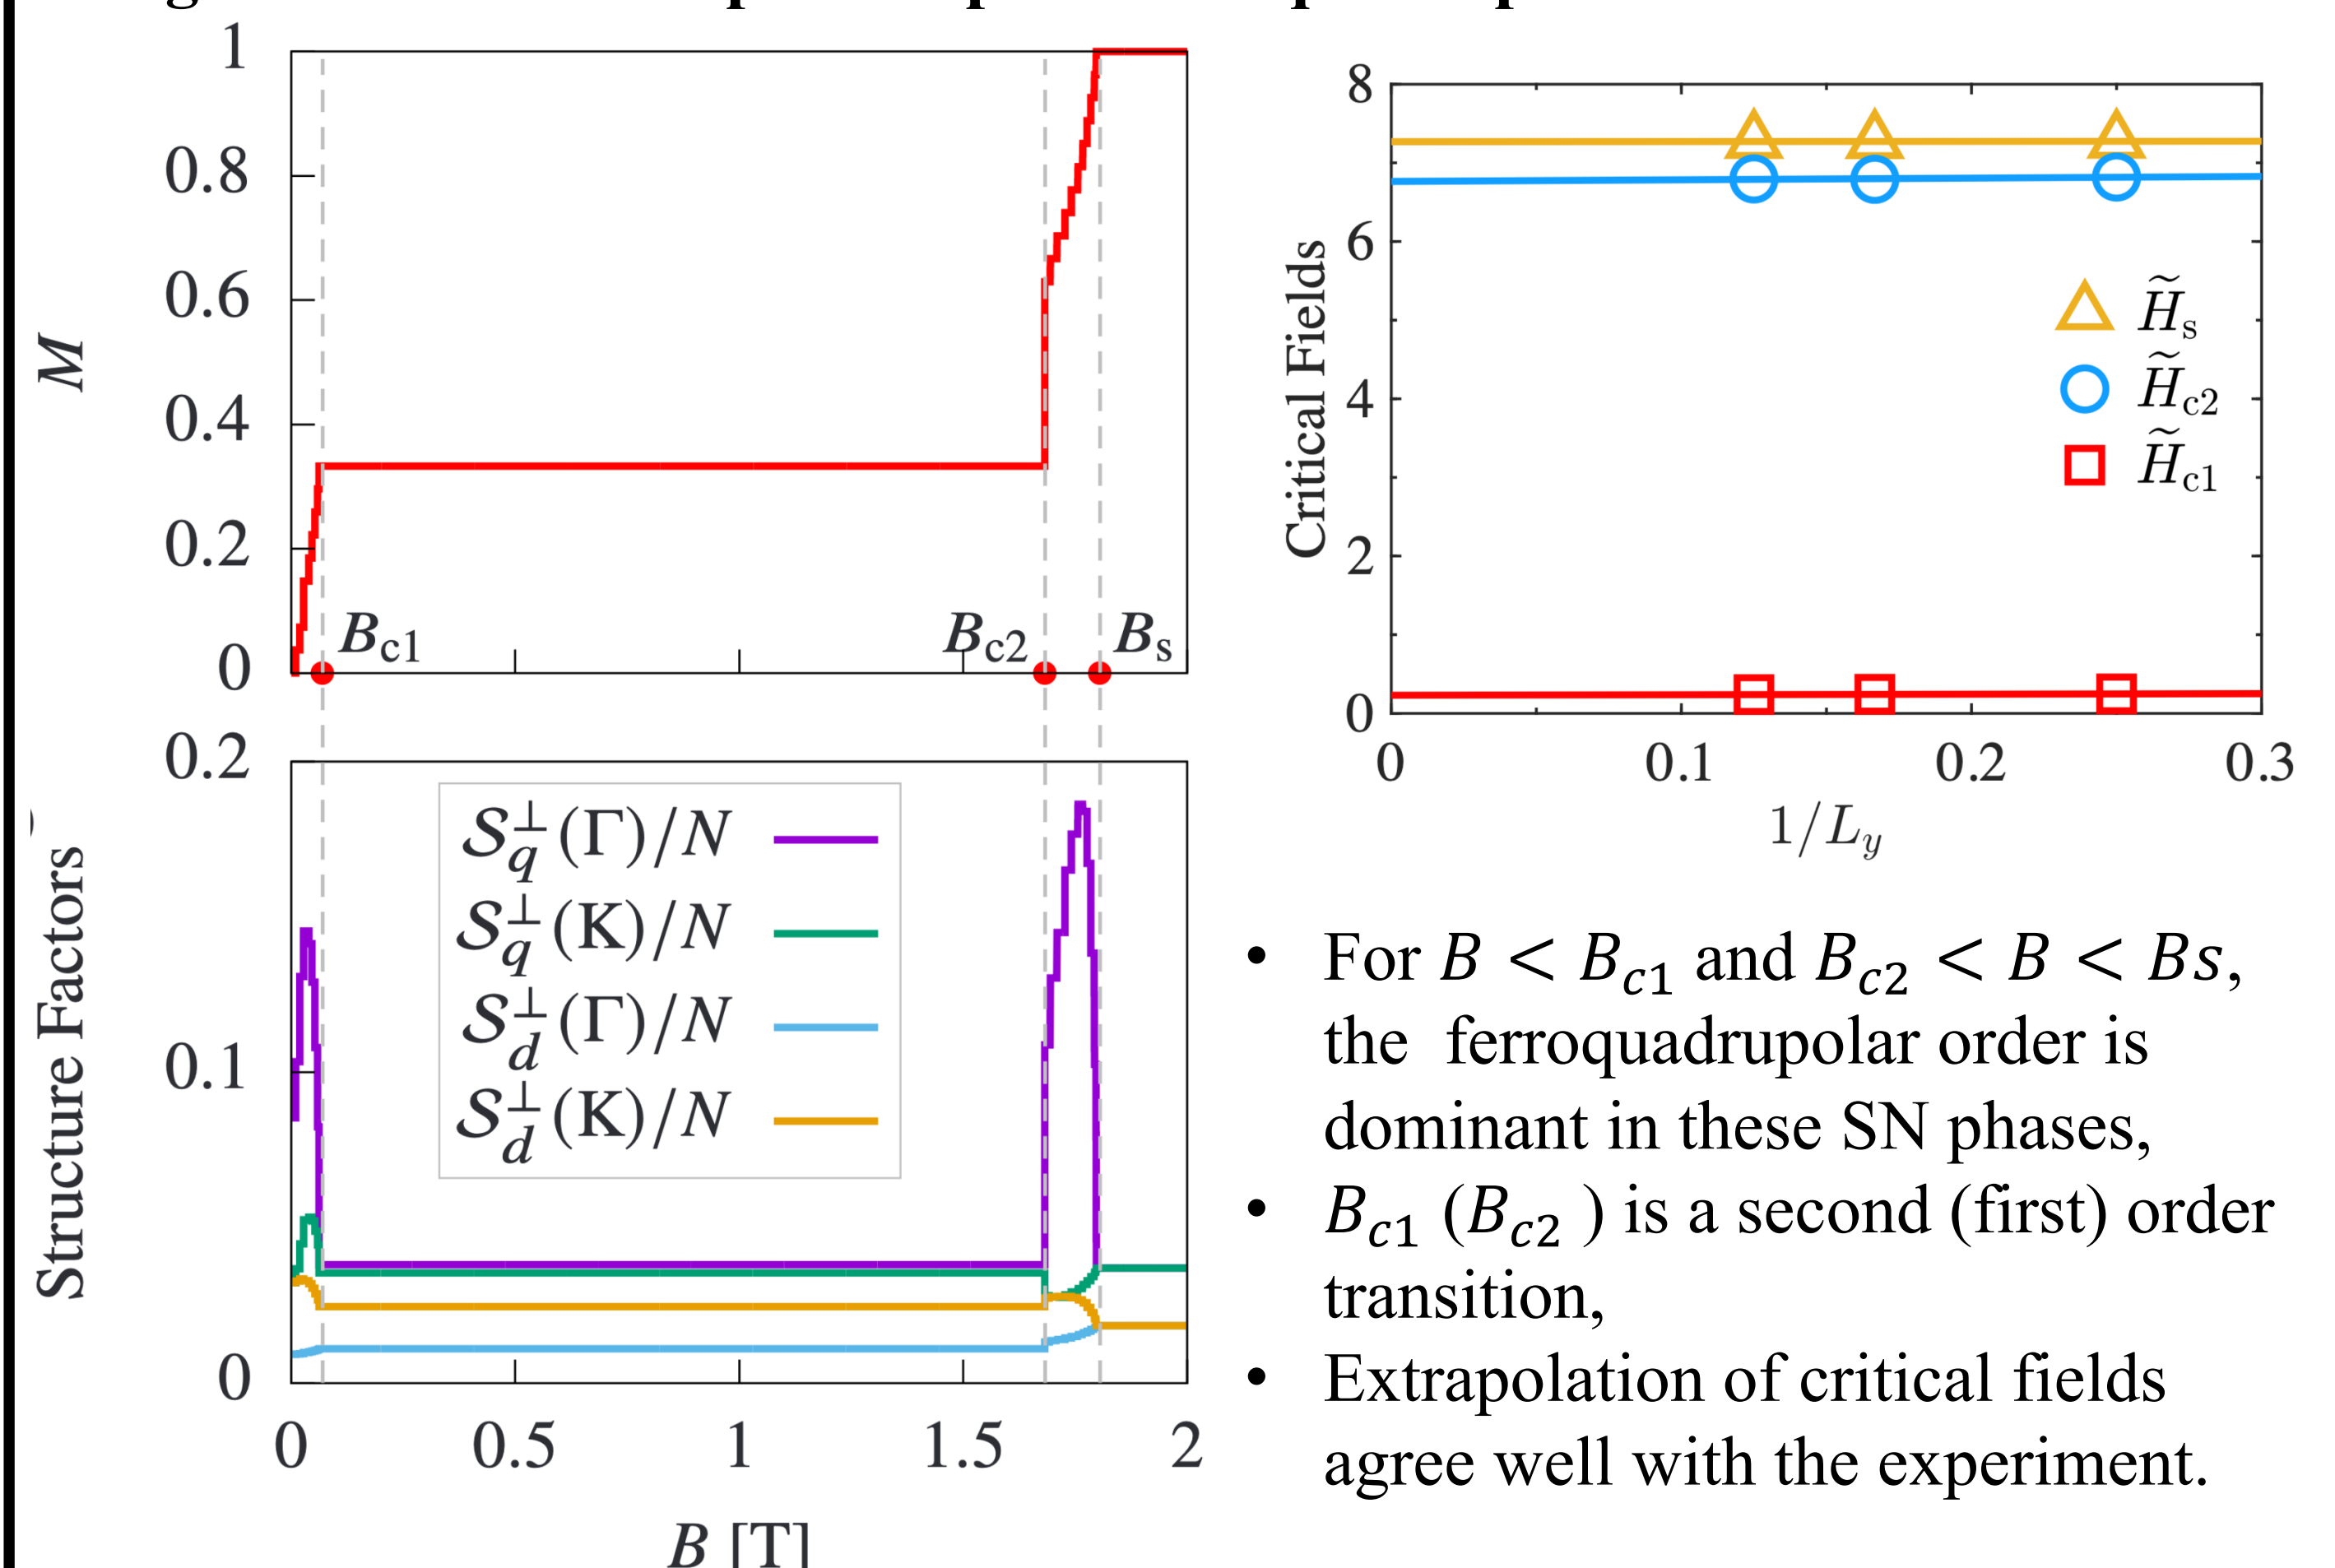 1
0.8
0.6
0.4
0.2
0
M
B_c1
B_c2
B_s
0.2
0.1
0
Structure Factors
𝒮_q^⊥(Γ)/N
𝒮_q^⊥(K)/N
𝒮_d^⊥(Γ)/N
𝒮_d^⊥(K)/N
0 0.5 1 1.5 2
B [T]
8
6
4
2
0
Critical Fields
H̃_s
H̃_c2
H̃_c1
0 0.1 0.2 0.3
1/L_y
• For B < B_c1 and B_c2 < B < Bs,
the ferroquadrupolar order is
dominant in these SN phases,
• B_c1 (B_c2 ) is a second (first) order
transition,
• Extrapolation of critical fields
agree well with the experiment.